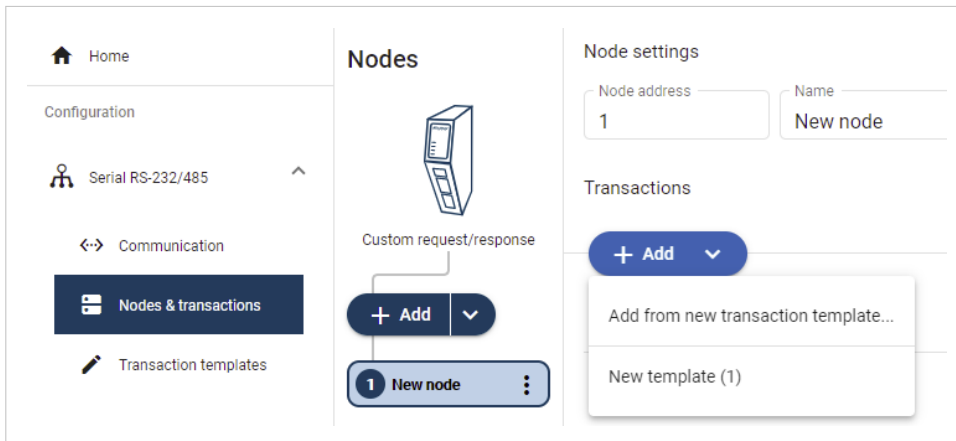 Home
Configuration
Serial RS-232/485
Communication
Nodes & transactions
Transaction templates
Nodes
Custom request/response
+ Add
1 New node
Node settings
Node address
1
Name
New node
Transactions
+ Add
Add from new transaction template...
New template (1)